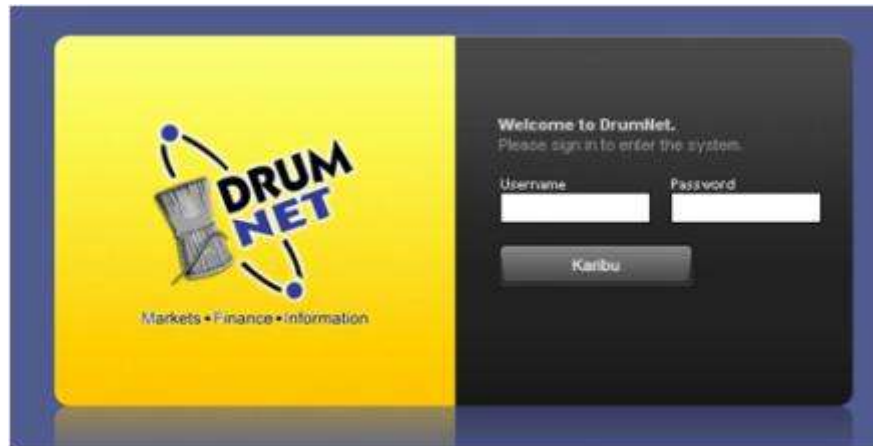 DRUM
NET
Markets • Finance • Information
Welcome to DrumNet.
Please sign in to enter the system.
Username
Password
Karibu